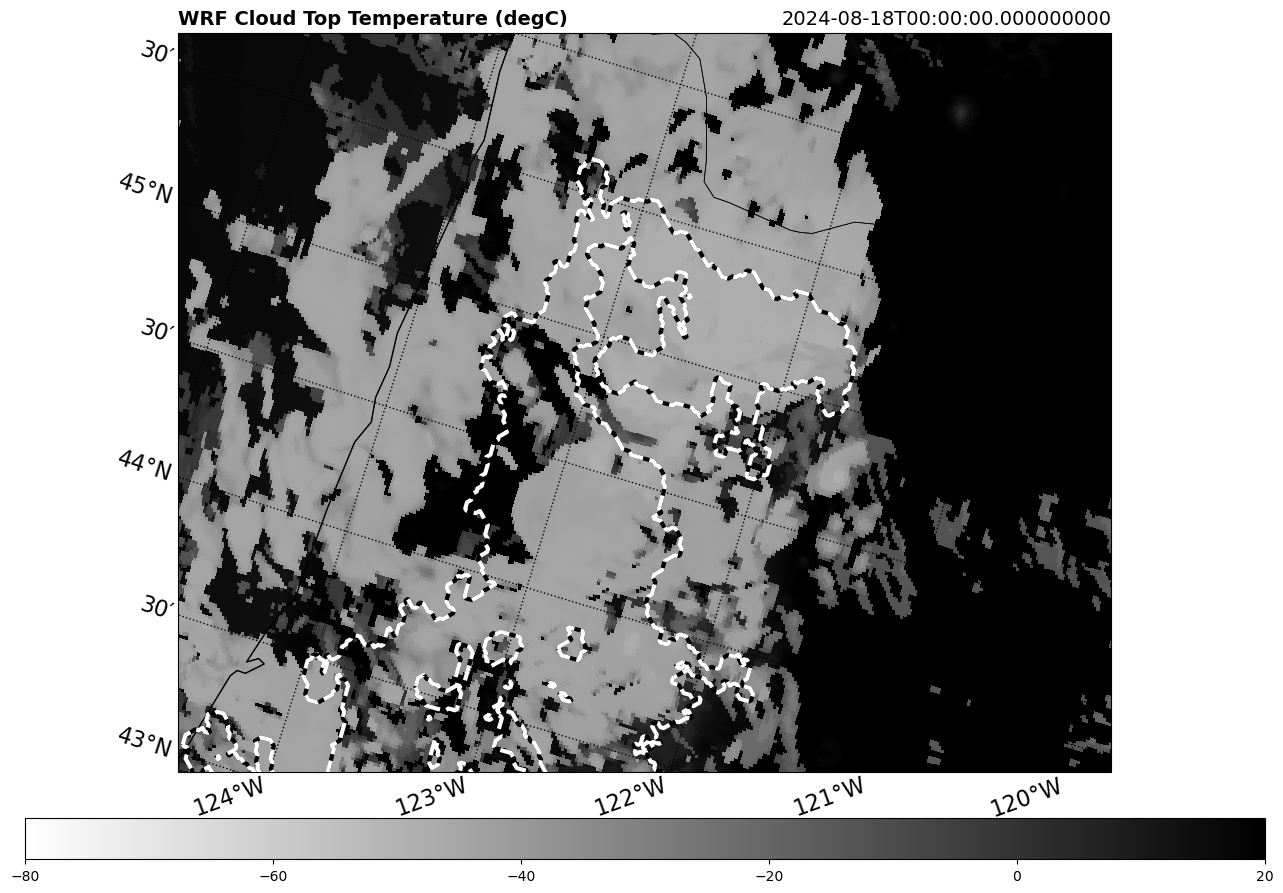 WRF Cloud Top Temperature (degC) 2024-08-18T00:00:00.000000000
30′
45°N
30′
44°N
30′
43°N
124°W 123°W 122°W 121°W 120°W
−80 −60 −40 −20 0 20